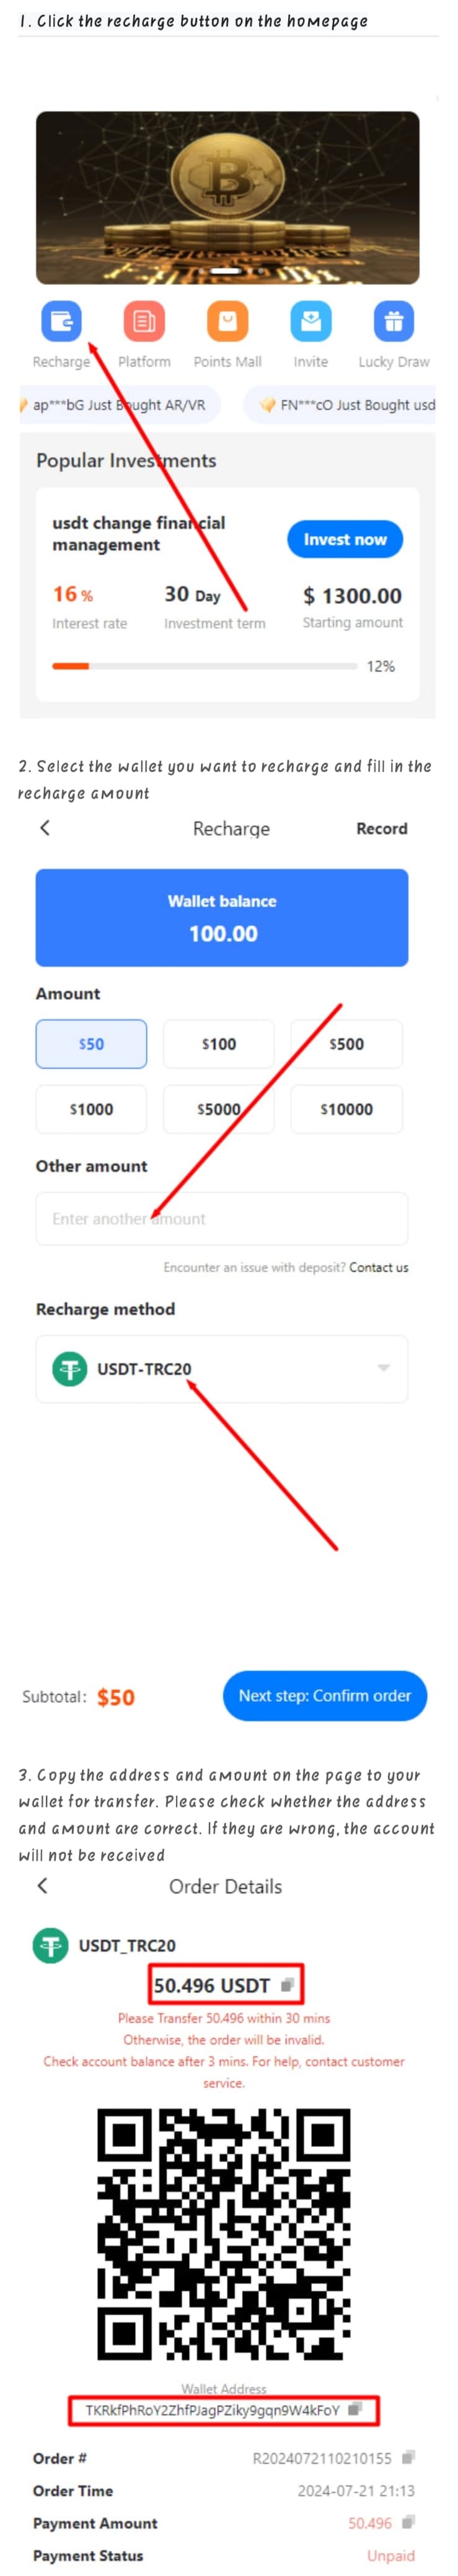 1. Click the recharge button on the homepage
Recharge Platform Points Mall Invite Lucky Draw
ap***bG Just Bought AR/VR FN***cO Just Bought usd
Popular Investments
usdt change financial
management
Invest now
16 % 30 Day $ 1300.00
Interest rate Investment term Starting amount
12%
2. Select the wallet you want to recharge and fill in the
recharge amount
Recharge Record
Wallet balance
100.00
Amount
$50 $100 $500
$1000 $5000 $10000
Other amount
Enter another amount
Encounter an issue with deposit? Contact us
Recharge method
USDT-TRC20
Subtotal: $50 Next step: Confirm order
3. Copy the address and amount on the page to your
wallet for transfer. Please check whether the address
and amount are correct. If they are wrong, the account
will not be received
Order Details
USDT_TRC20
50.496 USDT
Please Transfer 50.496 within 30 mins
Otherwise, the order will be invalid.
Check account balance after 3 mins. For help, contact customer
service.
Wallet Address
TKRkfPhRoY2ZhfPJagPZiky9gqn9W4kFoY
Order # R2024072110210155
Order Time 2024-07-21 21:13
Payment Amount 50.496
Payment Status Unpaid